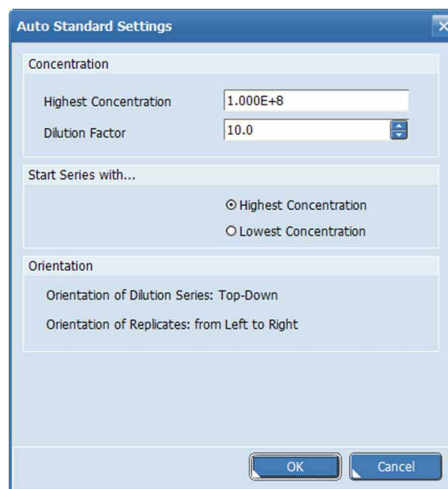 Auto Standard Settings
Concentration
Highest Concentration 1.000E+8
Dilution Factor 10.0
Start Series with...
Highest Concentration
Lowest Concentration
Orientation
Orientation of Dilution Series: Top-Down
Orientation of Replicates: from Left to Right
OK Cancel